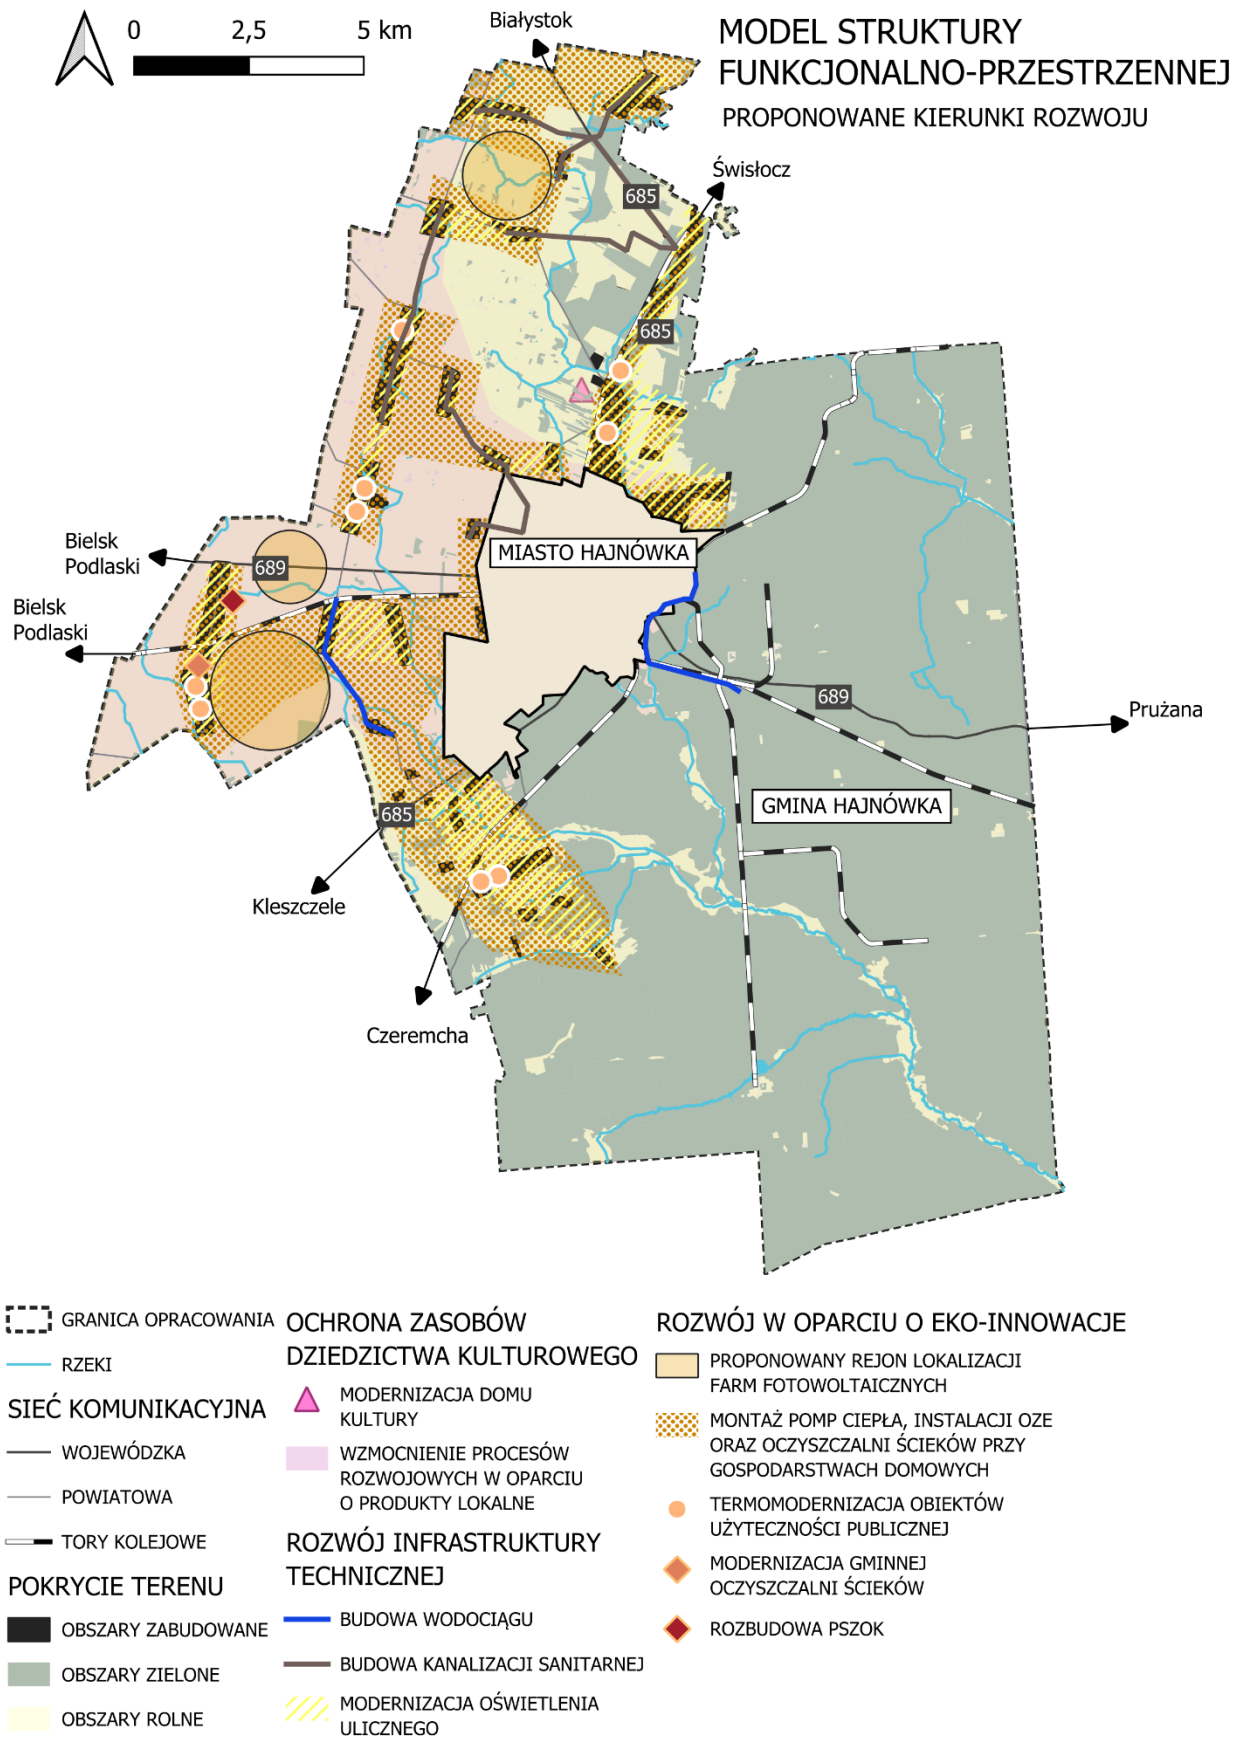 0 2,5 5 km
Białystok
MODEL STRUKTURY
FUNKCJONALNO-PRZESTRZENNEJ
PROPONOWANE KIERUNKI ROZWOJU
Świsłocz
685
685
Bielsk
Podlaski
689
MIASTO HAJNÓWKA
Bielsk
Podlaski
689
Prużana
GMINA HAJNÓWKA
685
Kleszczele
Czeremcha
GRANICA OPRACOWANIA
RZEKI
SIEĆ KOMUNIKACYJNA
WOJEWÓDZKA
POWIATOWA
TORY KOLEJOWE
POKRYCIE TERENU
OBSZARY ZABUDOWANE
OBSZARY ZIELONE
OBSZARY ROLNE
OCHRONA ZASOBÓW
DZIEDZICTWA KULTUROWEGO
MODERNIZACJA DOMU
KULTURY
WZMOCNIENIE PROCESÓW
ROZWOJOWYCH W OPARCIU
O PRODUKTY LOKALNE
ROZWÓJ INFRASTRUKTURY
TECHNICZNEJ
BUDOWA WODOCIĄGU
BUDOWA KANALIZACJI SANITARNEJ
MODERNIZACJA OŚWIETLENIA
ULICZNEGO
ROZWÓJ W OPARCIU O EKO-INNOWACJE
PROPONOWANY REJON LOKALIZACJI
FARM FOTOWOLTAICZNYCH
MONTAŻ POMP CIEPŁA, INSTALACJI OZE
ORAZ OCZYSZCZALNI ŚCIEKÓW PRZY
GOSPODARSTWACH DOMOWYCH
TERMOMODERNIZACJA OBIEKTÓW
UŻYTECZNOŚCI PUBLICZNEJ
MODERNIZACJA GMINNEJ
OCZYSZCZALNI ŚCIEKÓW
ROZBUDOWA PSZOK